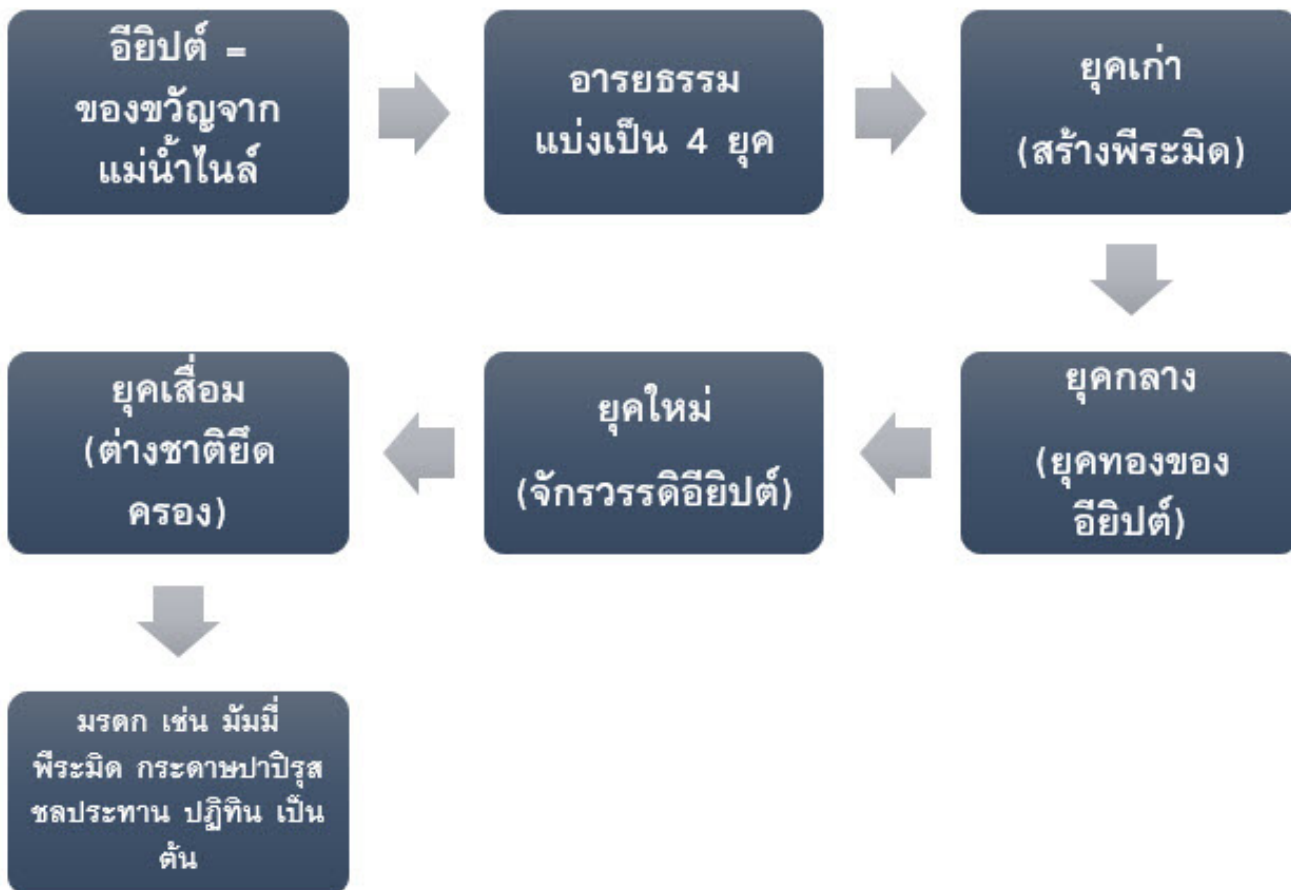 อียิปต์ =
ของขวัญจาก
แม่น้ำไนล์
อารยธรรม
แบ่งเป็น 4 ยุค
ยุคเก่า
(สร้างพีระมิด)
ยุคกลาง
(ยุคทองของ
อียิปต์)
ยุคใหม่
(จักรวรรดิอียิปต์)
ยุคเสื่อม
(ต่างชาติยึด
ครอง)
มรดก เช่น มัมมี่
พีระมิด กระดาษปาปิรุส
ชลประทาน ปฏิทิน เป็น
ต้น